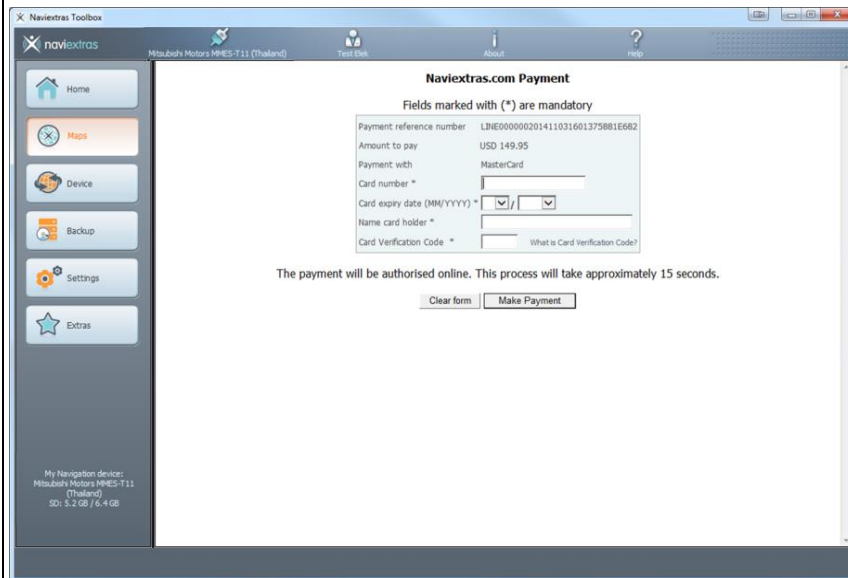 Naviextras Toolbox
naviextras
Mitsubishi Motors MMES-T11 (Thailand)
Test Elek
About
Help
Home
Maps
Device
Backup
Settings
Extras
My Navigation device:
Mitsubishi Motors MMES-T11
(Thailand)
SD: 5.2 GB / 6.4 GB
Naviextras.com Payment
Fields marked with (*) are mandatory
Payment reference number LINE0000002014110316013758​81E682
Amount to pay USD 149.95
Payment with MasterCard
Card number *
Card expiry date (MM/YYYY) * /
Name card holder *
Card Verification Code * What is Card Verification Code?
The payment will be authorised online. This process will take approximately 15 seconds.
Clear form Make Payment